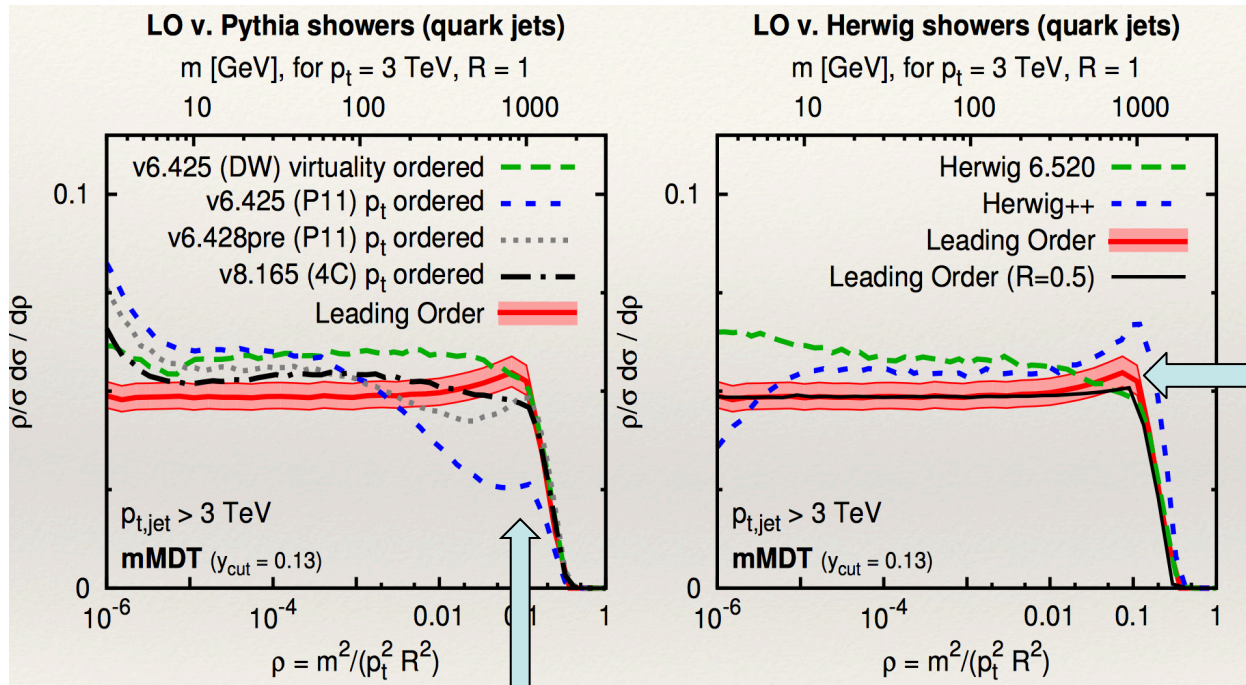 LO v. Pythia showers (quark jets)
m [GeV], for pₜ = 3 TeV, R = 1
10 100 1000
v6.425 (DW) virtuality ordered
v6.425 (P11) pₜ ordered
v6.428pre (P11) pₜ ordered
v8.165 (4C) pₜ ordered
Leading Order
ρ/σ dσ / dρ
0.1
0
pₜ,jet > 3 TeV
mMDT (y_cut = 0.13)
10⁻⁶ 10⁻⁴ 0.01 0.1 1
ρ = m²/(pₜ² R²)
LO v. Herwig showers (quark jets)
m [GeV], for pₜ = 3 TeV, R = 1
10 100 1000
Herwig 6.520
Herwig++
Leading Order
Leading Order (R=0.5)
ρ/σ dσ / dρ
0.1
0
pₜ,jet > 3 TeV
mMDT (y_cut = 0.13)
10⁻⁶ 10⁻⁴ 0.01 0.1 1
ρ = m²/(pₜ² R²)